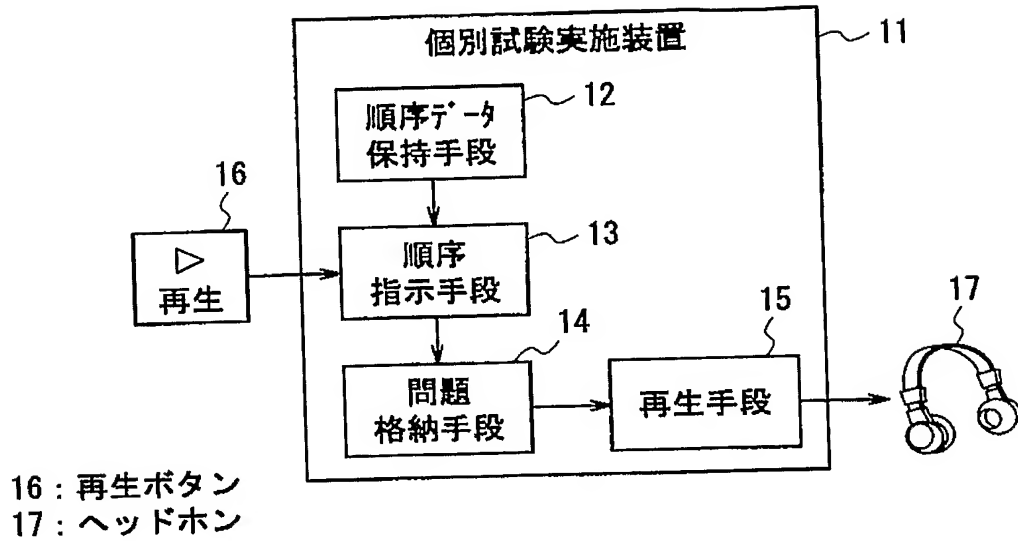 個別試験実施装置
11
順序データ
保持手段
12
16
▷
再生
順序
指示手段
13
問題
格納手段
14
再生手段
15
17
16：再生ボタン
17：ヘッドホン